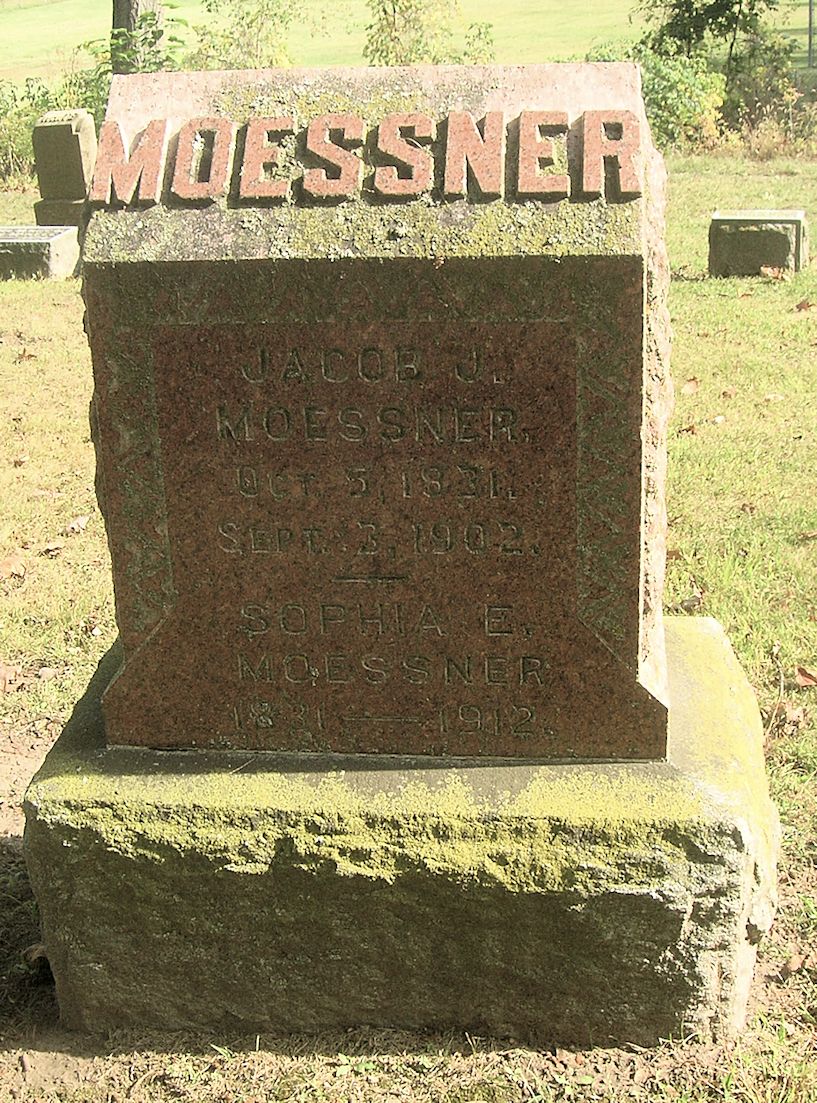 MOESSNER
JACOB J.
MOESSNER.
OCT. 5, 1831.
SEPT. 3, 1902.
SOPHIA E.
MOESSNER
1831—1912.